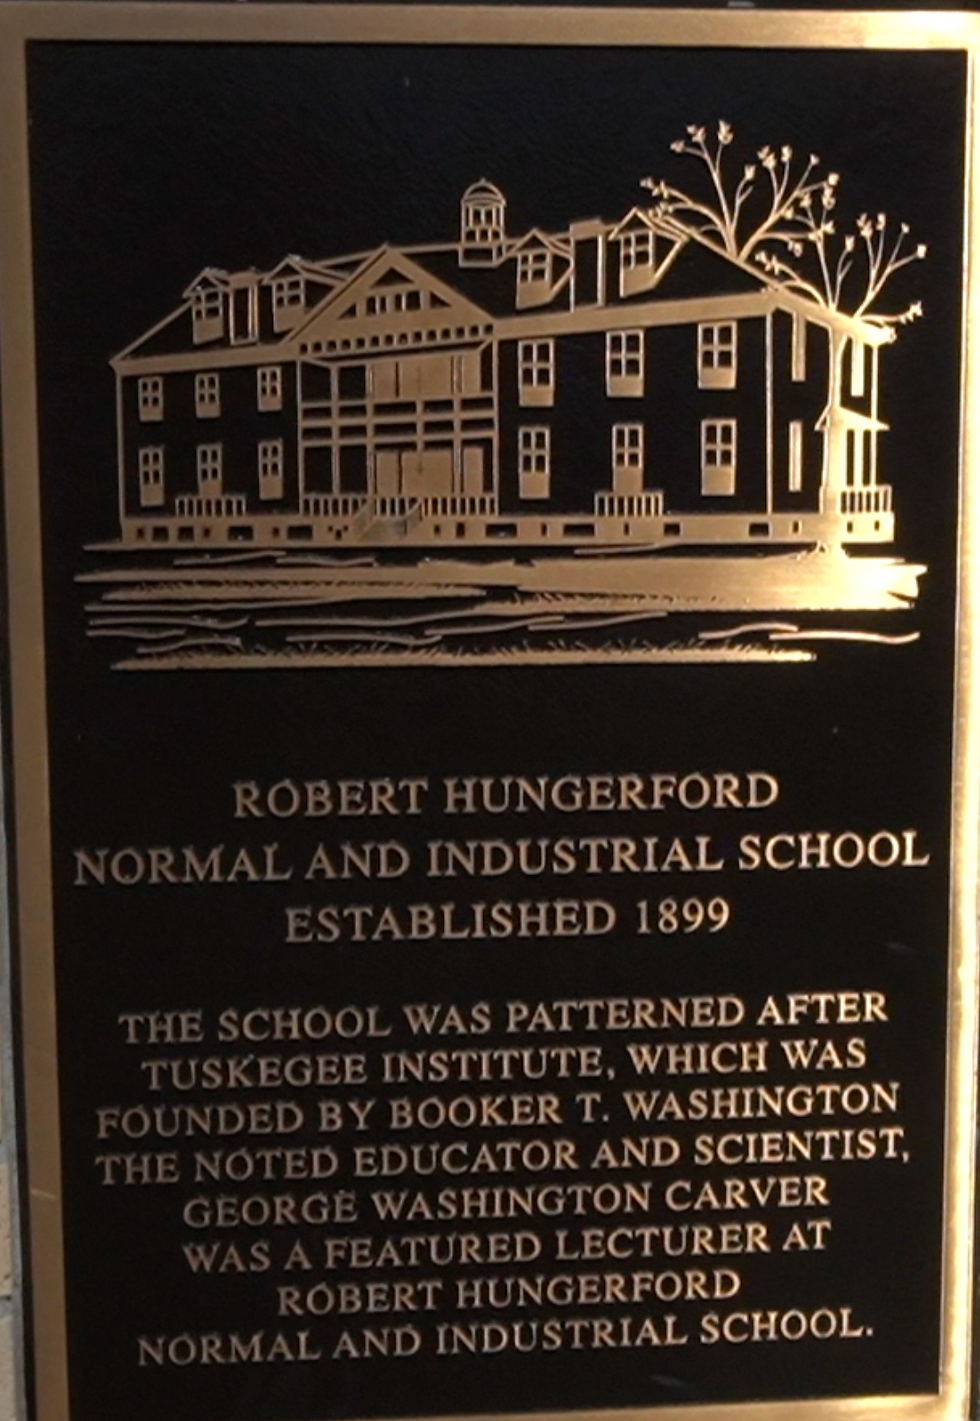 ROBERT HUNGERFORD
NORMAL AND INDUSTRIAL SCHOOL
ESTABLISHED 1899
THE SCHOOL WAS PATTERNED AFTER
TUSKEGEE INSTITUTE, WHICH WAS
FOUNDED BY BOOKER T. WASHINGTON
THE NOTED EDUCATOR AND SCIENTIST,
GEORGE WASHINGTON CARVER
WAS A FEATURED LECTURER AT
ROBERT HUNGERFORD
NORMAL AND INDUSTRIAL SCHOOL.